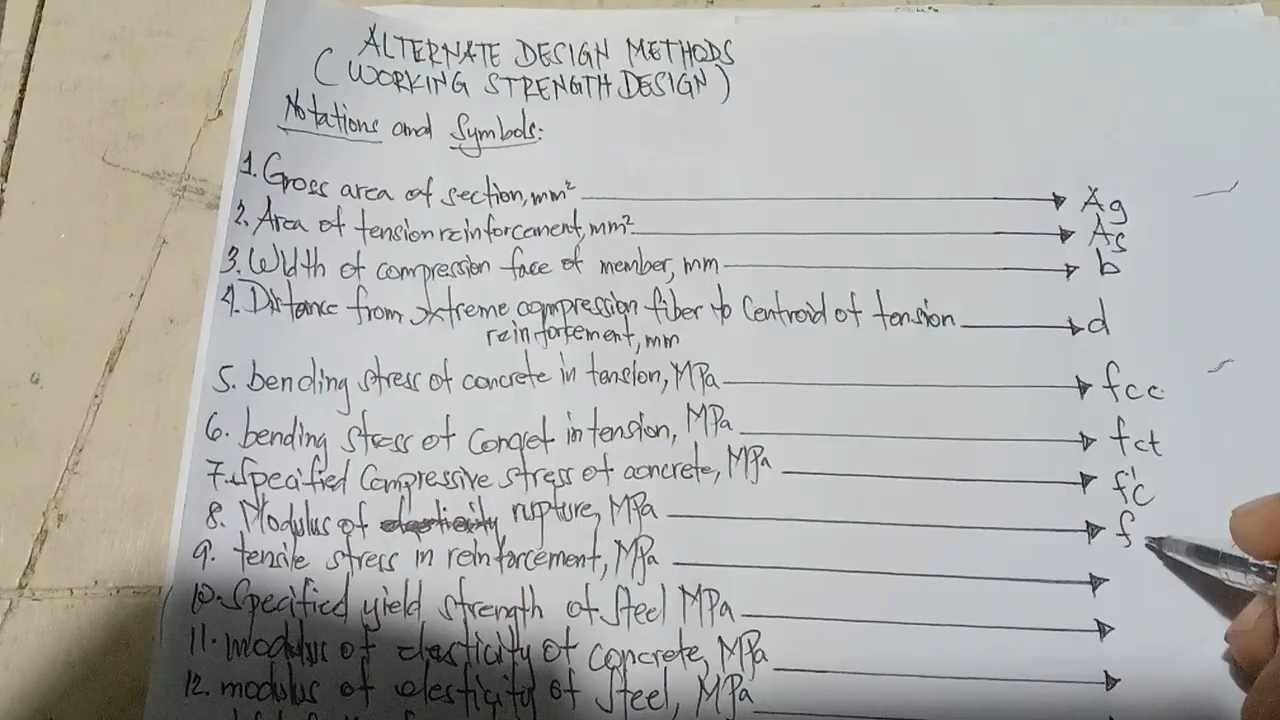 ALTERNATE DESIGN METHODS
(WORKING STRENGTH DESIGN)
Notations and Symbols:
1. Gross area of section, mm² Ag
2. Area of tension reinforcement, mm² As
3. Width of compression face of member, mm b
4. Distance from extreme compression fiber to Centroid of tension d
reinforcement, mm
5. bending stress of concrete in tension, MPa fcc
6. bending stress of Concret in tension, MPa fct
7. Specified Compressive stress of concrete, MPa f'c
8. Modulus of rupture, MPa f
9. tensile stress in reinforcement, MPa
10. Specified yield strength of steel MPa
11. modulus of elasticity of concrete, MPa
12. modulus of elesticity of steel, MPa